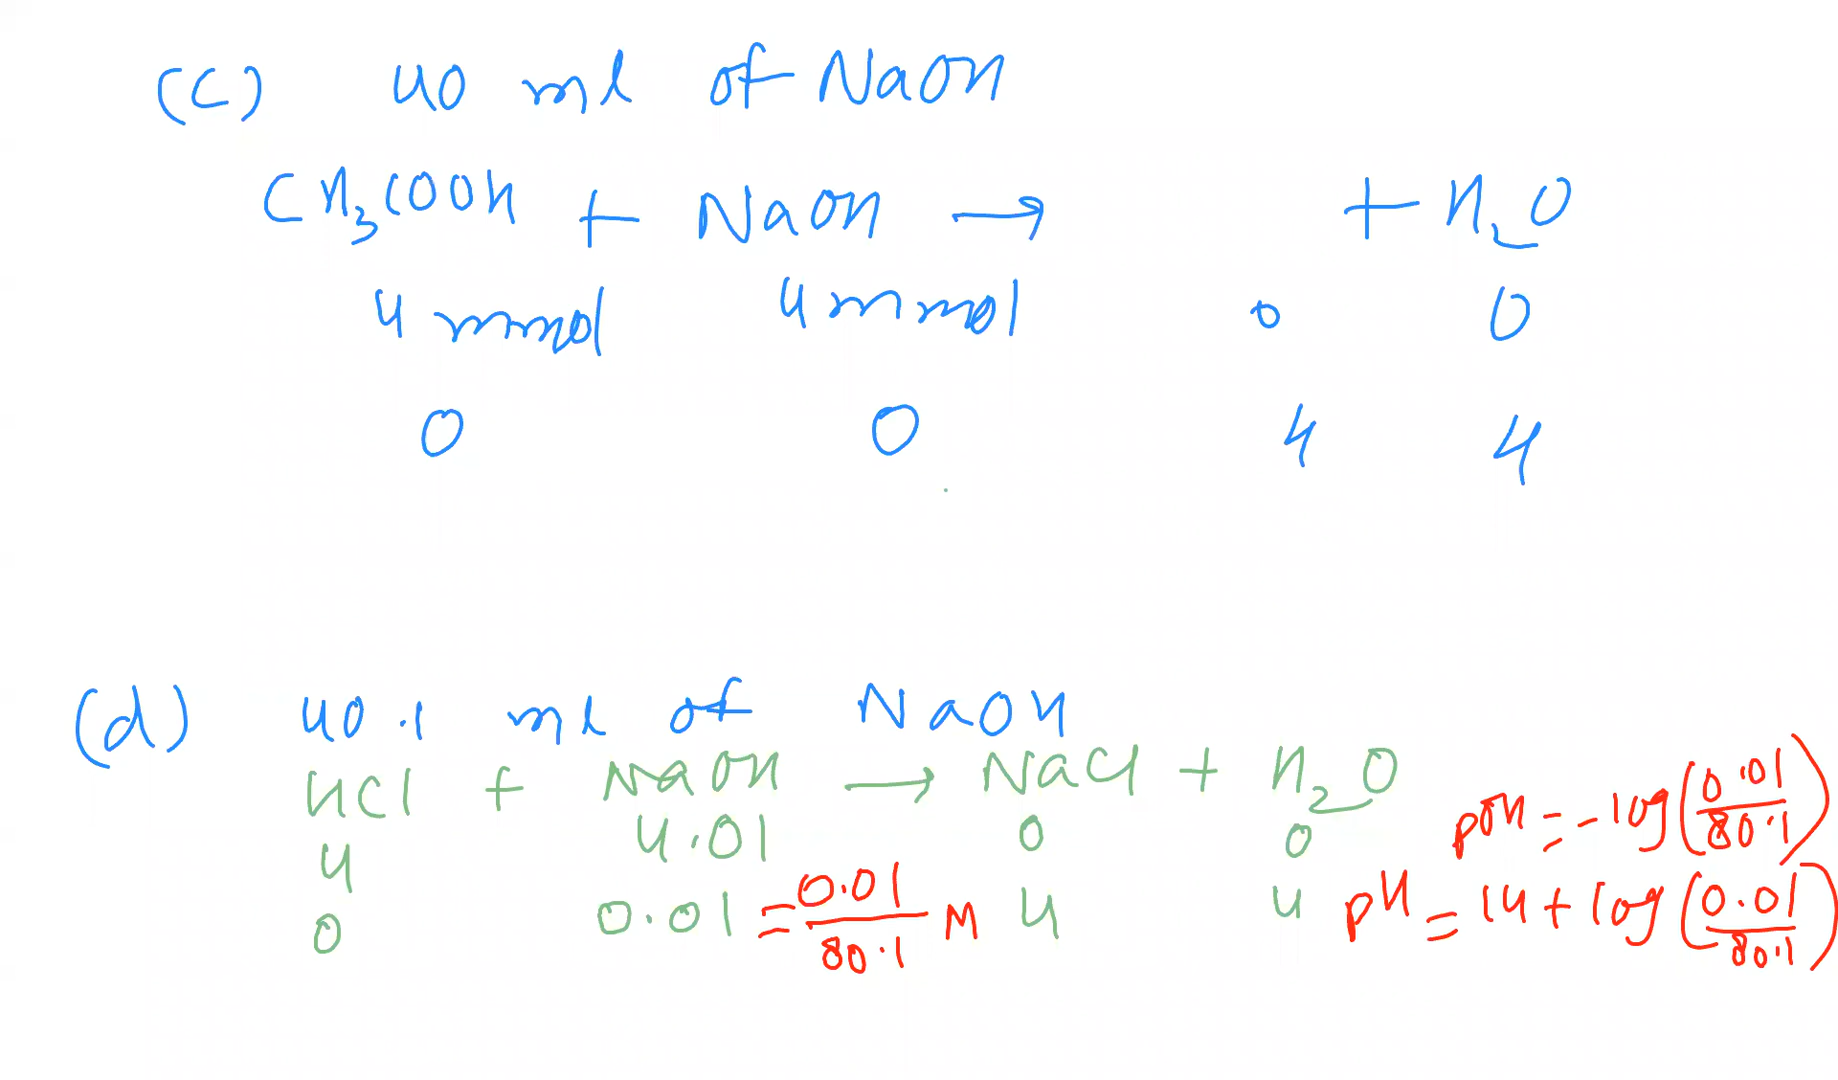 (C) 40 ml of NaOH
CH₃COOH + NaOH → + H₂O
4 mmol 4 mmol 0 0
0 0 4 4
(d) 40.1 ml of NaOH
HCl + NaOH → NaCl + H₂O
4 4.01 0 0
0 0.01 = 0.01/80.1 M 4 4
pOH = -log(0.01/80.1)
pH = 14 + log(0.01/80.1)